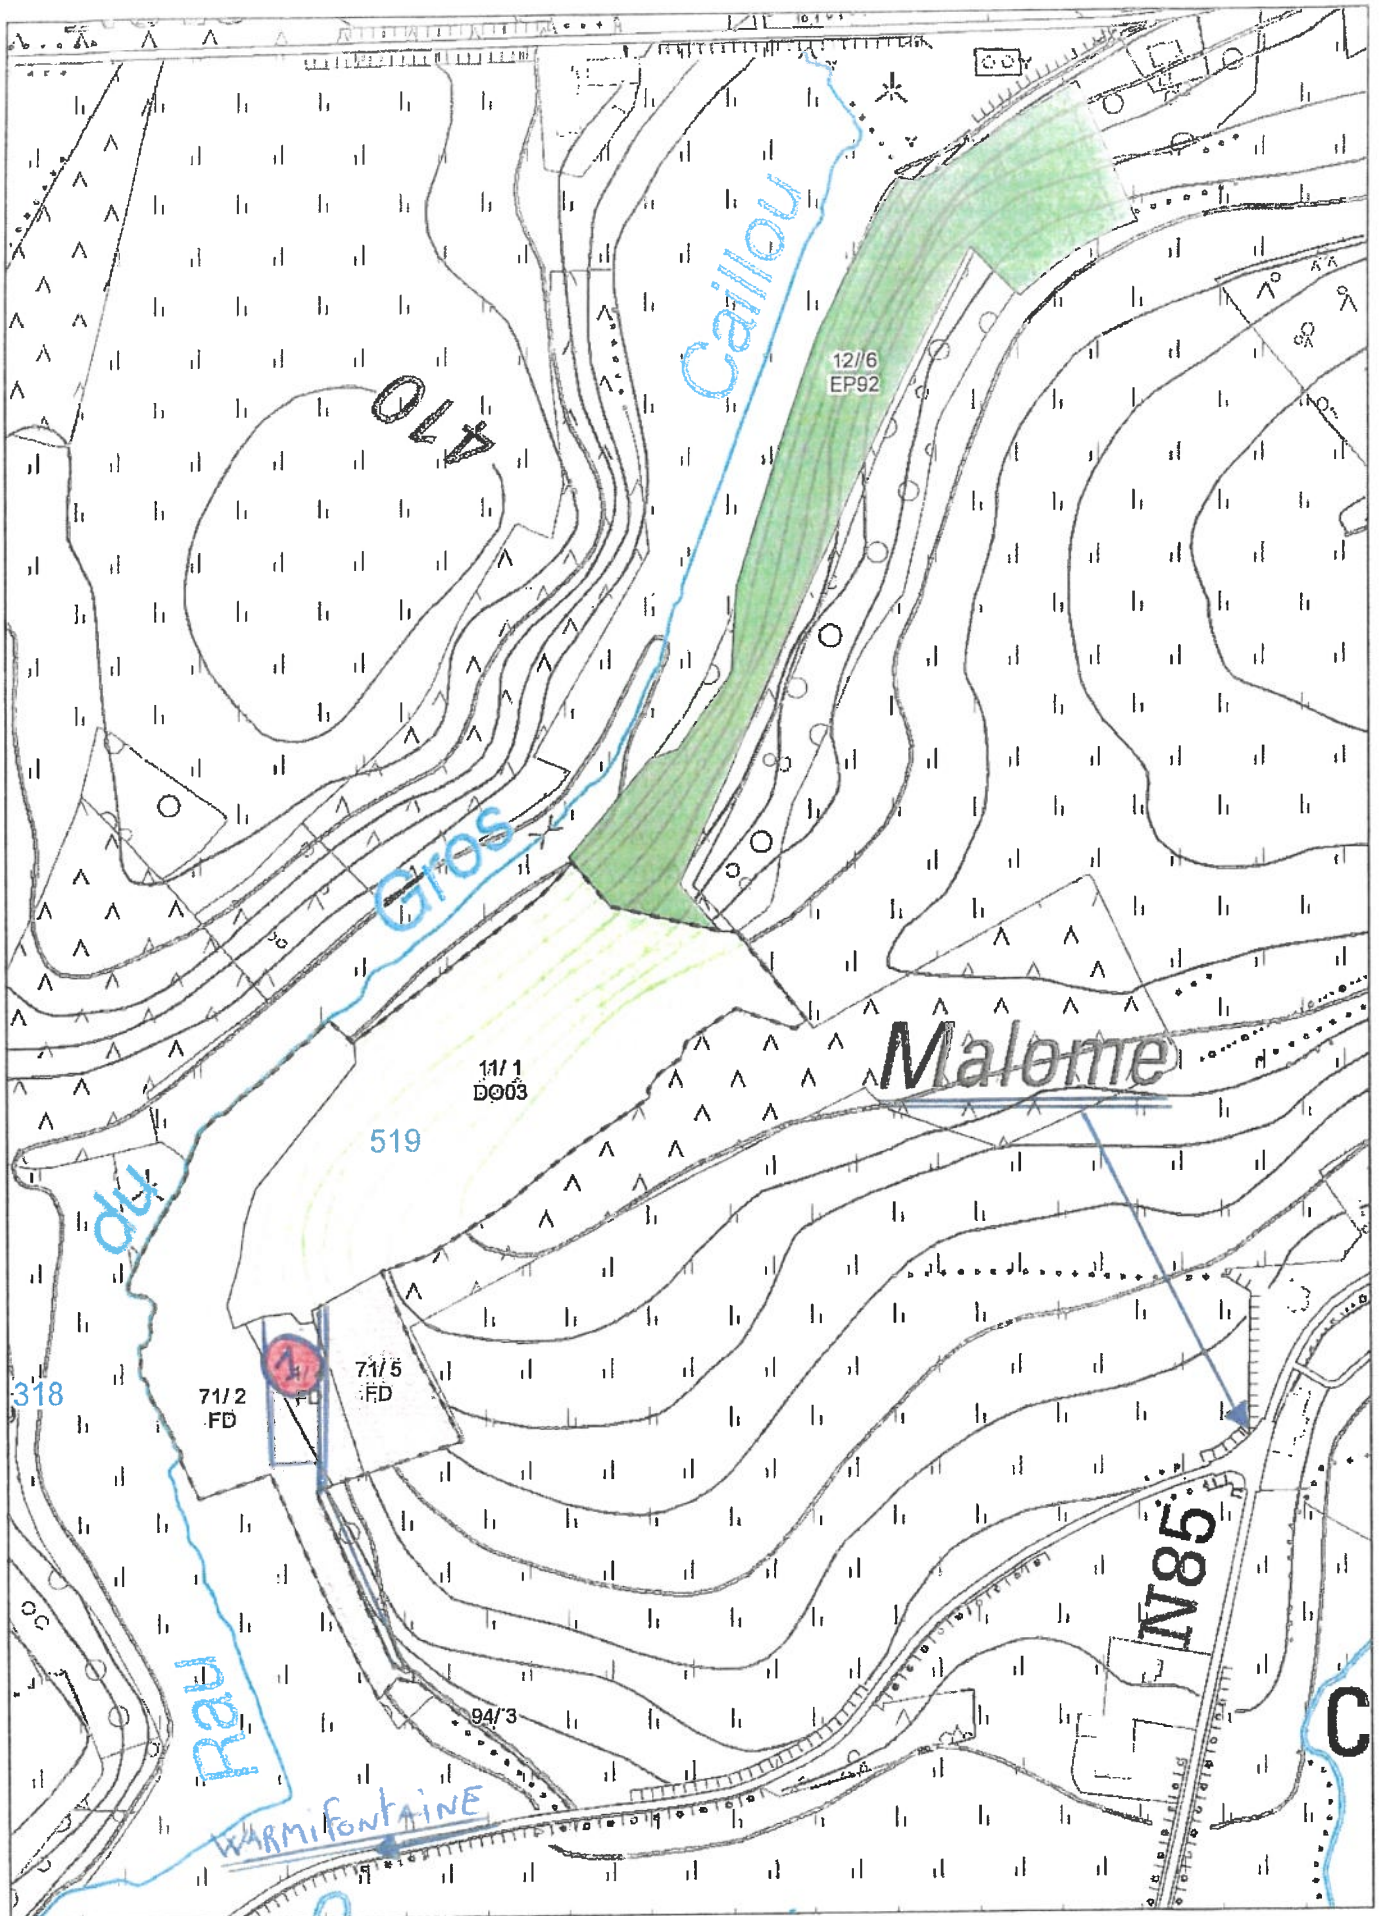 Caillou
12/6
EP92
410
Gros
11/1
DO03
Malome
519
du
1
71/5
FD
318
71/2
FD
FD
N85
Rau
94/3
C
WARMIFONTAINE